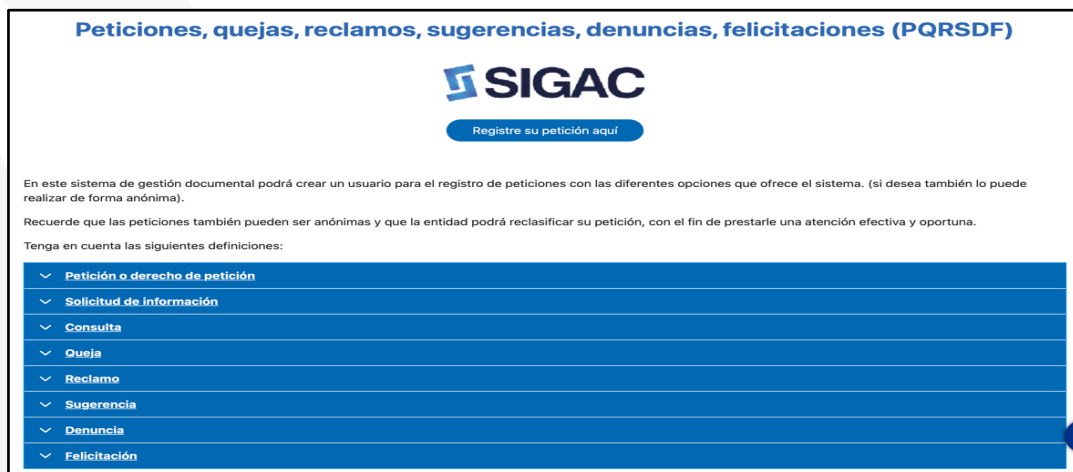 Peticiones, quejas, reclamos, sugerencias, denuncias, felicitaciones (PQRSDF)
SIGAC
Registre su petición aquí
En este sistema de gestión documental podrá crear un usuario para el registro de peticiones con las diferentes opciones que ofrece el sistema. (si desea también lo puede
realizar de forma anónima).
Recuerde que las peticiones también pueden ser anónimas y que la entidad podrá reclasificar su petición, con el fin de prestarle una atención efectiva y oportuna.
Tenga en cuenta las siguientes definiciones:
Petición o derecho de petición
Solicitud de información
Consulta
Queja
Reclamo
Sugerencia
Denuncia
Felicitación